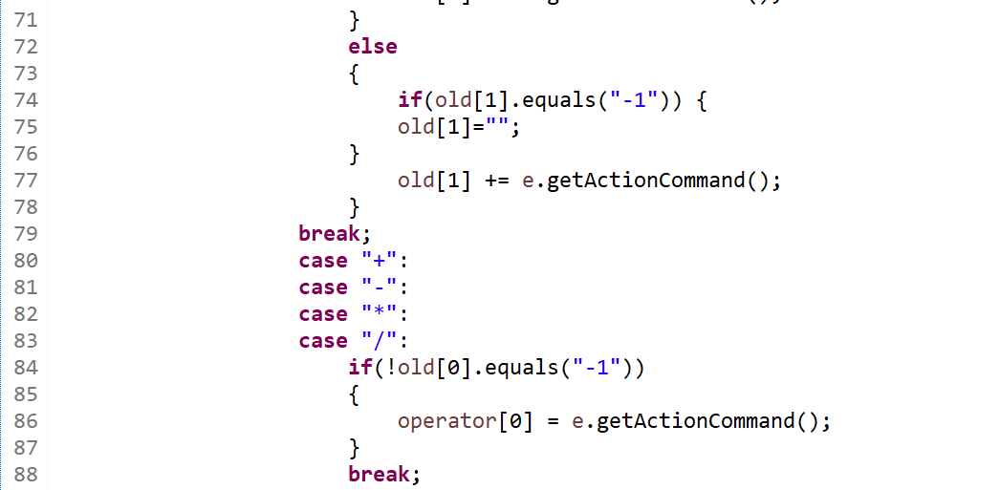 71 }
72 else
73 {
74 if(old[1].equals("-1")) {
75 old[1]="";
76 }
77 old[1] += e.getActionCommand();
78 }
79 break;
80 case "+":
81 case "-":
82 case "*":
83 case "/":
84 if(!old[0].equals("-1"))
85 {
86 operator[0] = e.getActionCommand();
87 }
88 break;